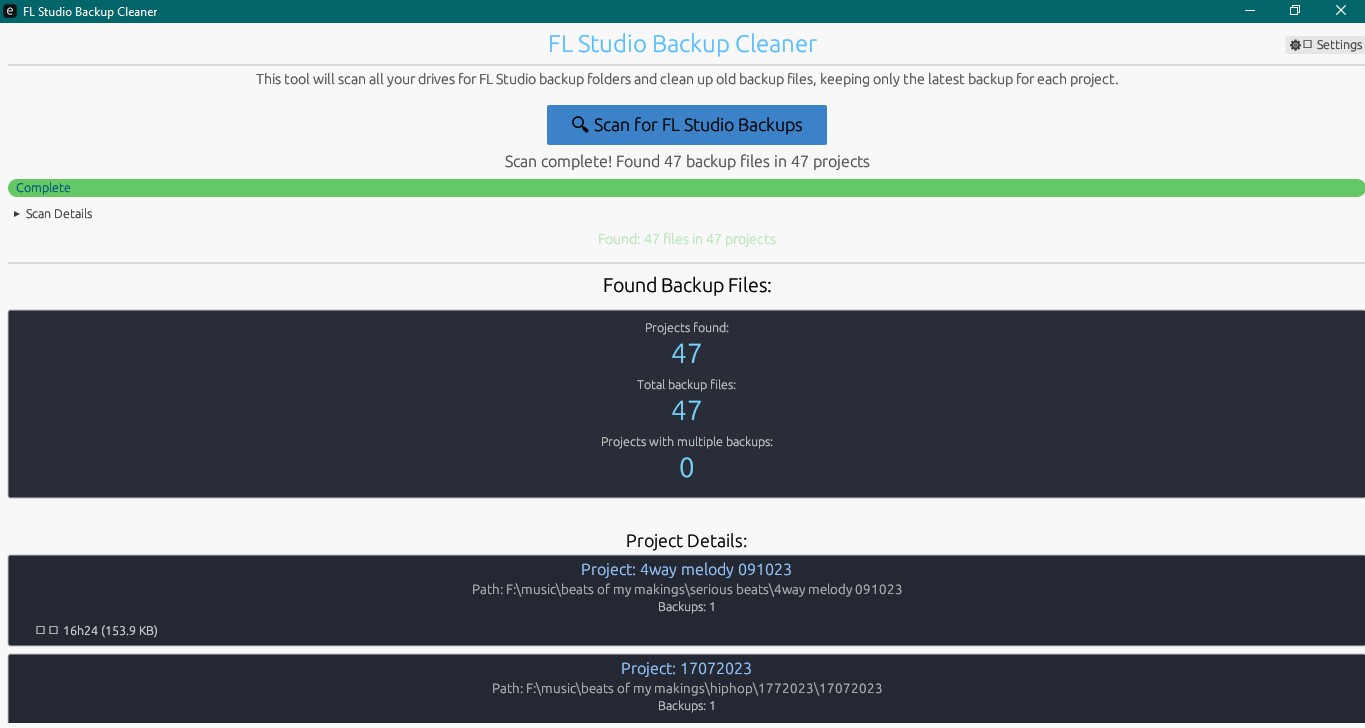 e FL Studio Backup Cleaner
FL Studio Backup Cleaner
Settings
This tool will scan all your drives for FL Studio backup folders and clean up old backup files, keeping only the latest backup for each project.
Scan for FL Studio Backups
Scan complete! Found 47 backup files in 47 projects
Complete
Scan Details
Found: 47 files in 47 projects
Found Backup Files:
Projects found:
47
Total backup files:
47
Projects with multiple backups:
0
Project Details:
Project: 4way melody 091023
Path: F:\music\beats of my makings\serious beats\4way melody 091023
Backups: 1
16h24 (153.9 KB)
Project: 17072023
Path: F:\music\beats of my makings\hiphop\1772023\17072023
Backups: 1